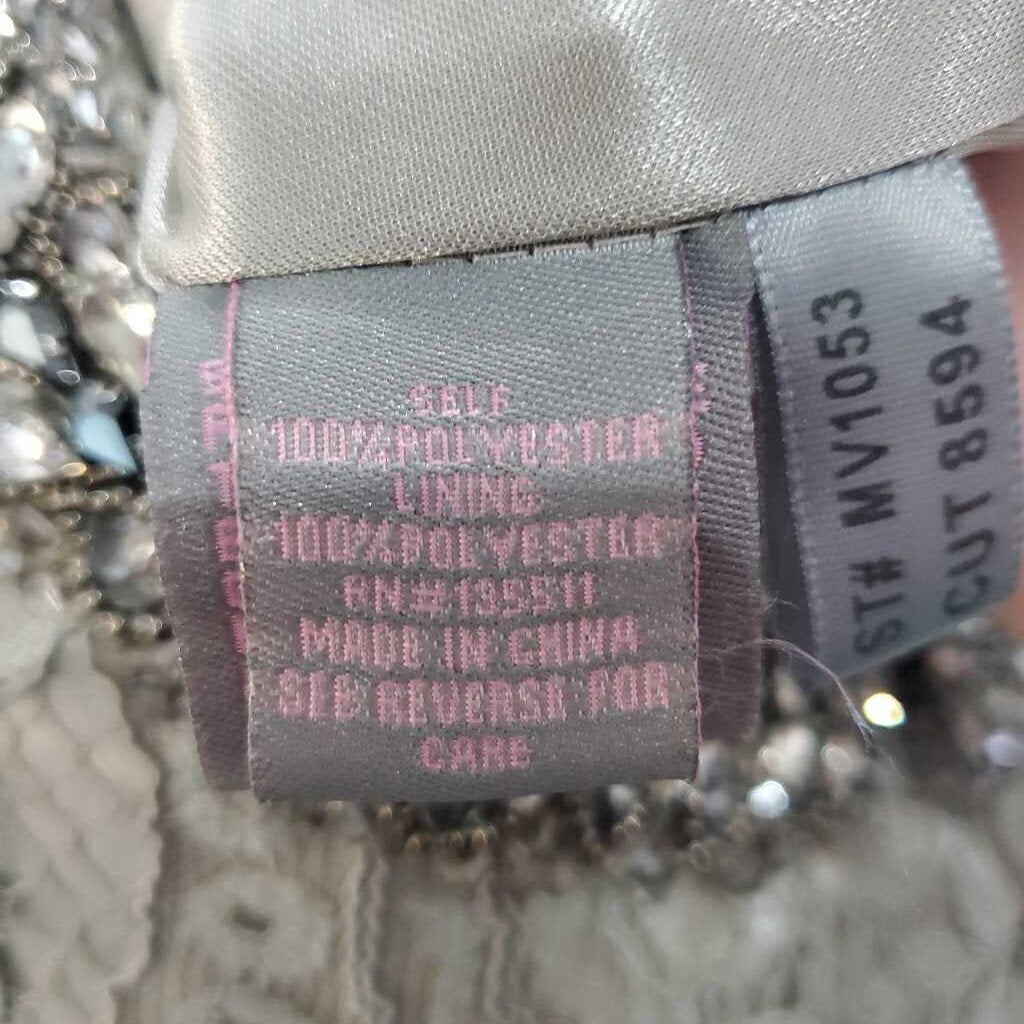 SELF
100% POLYESTER
LINING
100% POLYESTER
RN#135511
MADE IN CHINA
SEE REVERSE FOR
CARE
ST# MV1053
CUT 8594